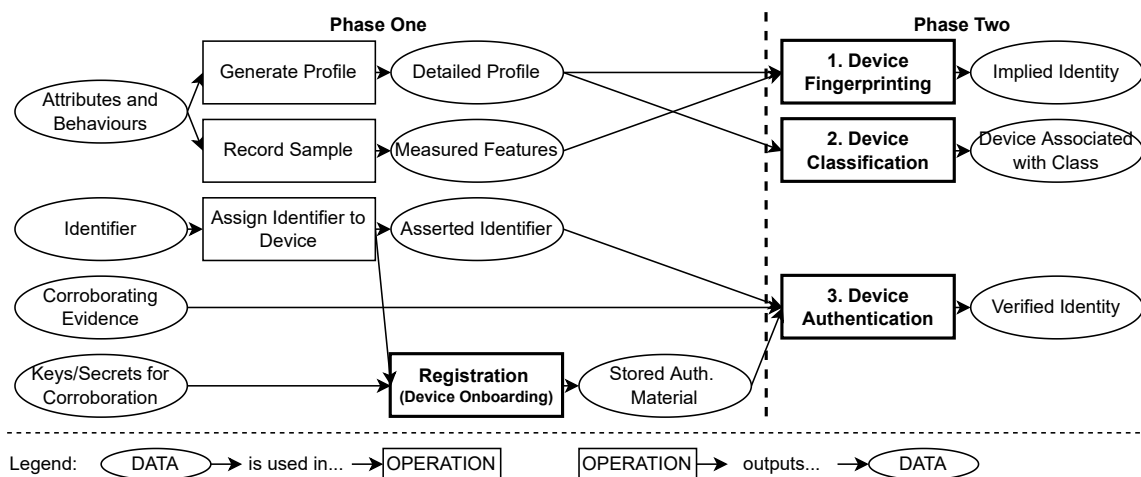 Phase One
Phase Two
Attributes and
Behaviours
Generate Profile
Detailed Profile
1. Device
Fingerprinting
Implied Identity
Record Sample
Measured Features
2. Device
Classification
Device Associated
with Class
Identifier
Assign Identifier to
Device
Asserted Identifier
Corroborating
Evidence
3. Device
Authentication
Verified Identity
Keys/Secrets for
Corroboration
Registration
(Device Onboarding)
Stored Auth.
Material
Legend: DATA is used in... OPERATION OPERATION outputs... DATA